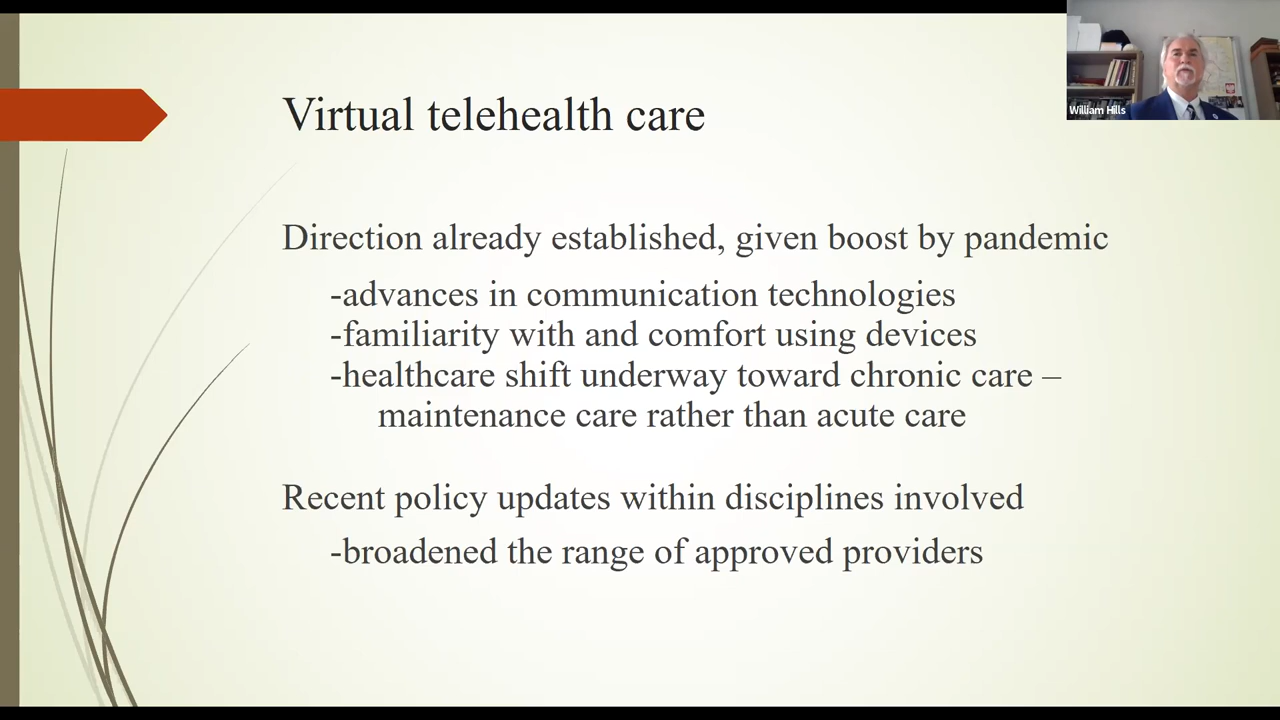 William Hills
Virtual telehealth care
Direction already established, given boost by pandemic
-advances in communication technologies
-familiarity with and comfort using devices
-healthcare shift underway toward chronic care –
maintenance care rather than acute care
Recent policy updates within disciplines involved
-broadened the range of approved providers